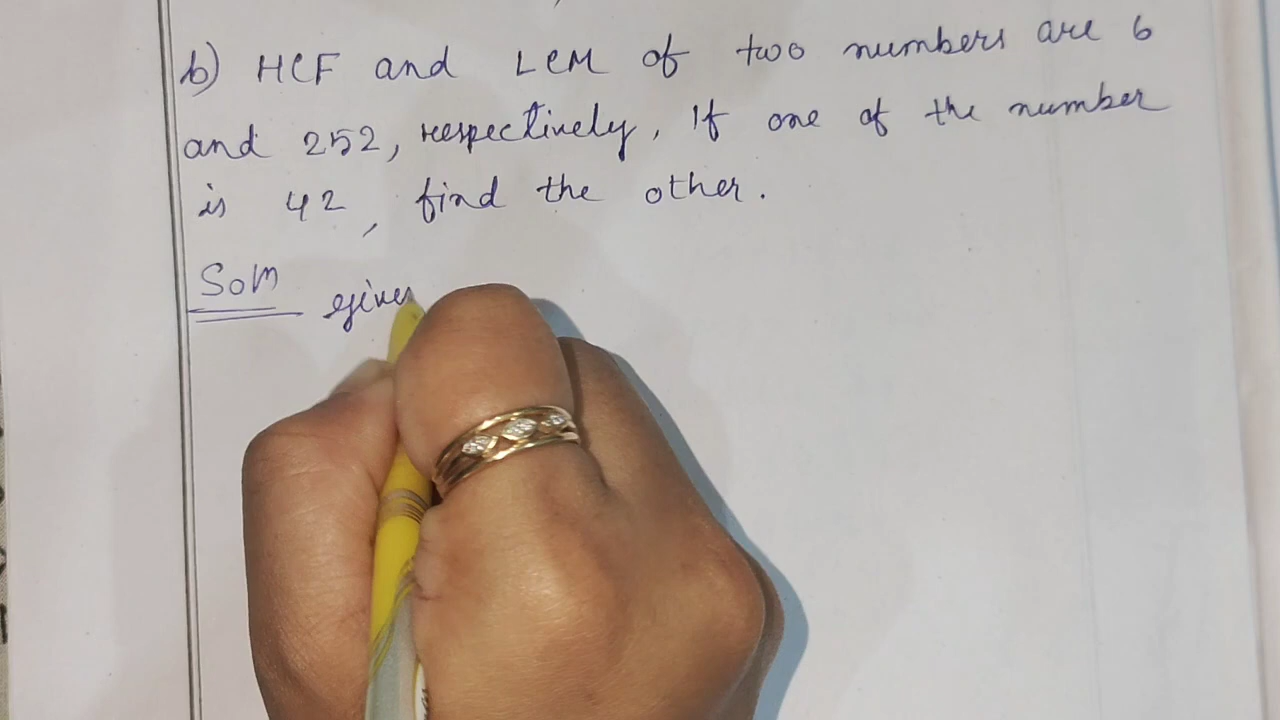 b) HCF and LCM of two numbers are 6
and 252, respectively, If one of the number
is 42, find the other.
Soln given